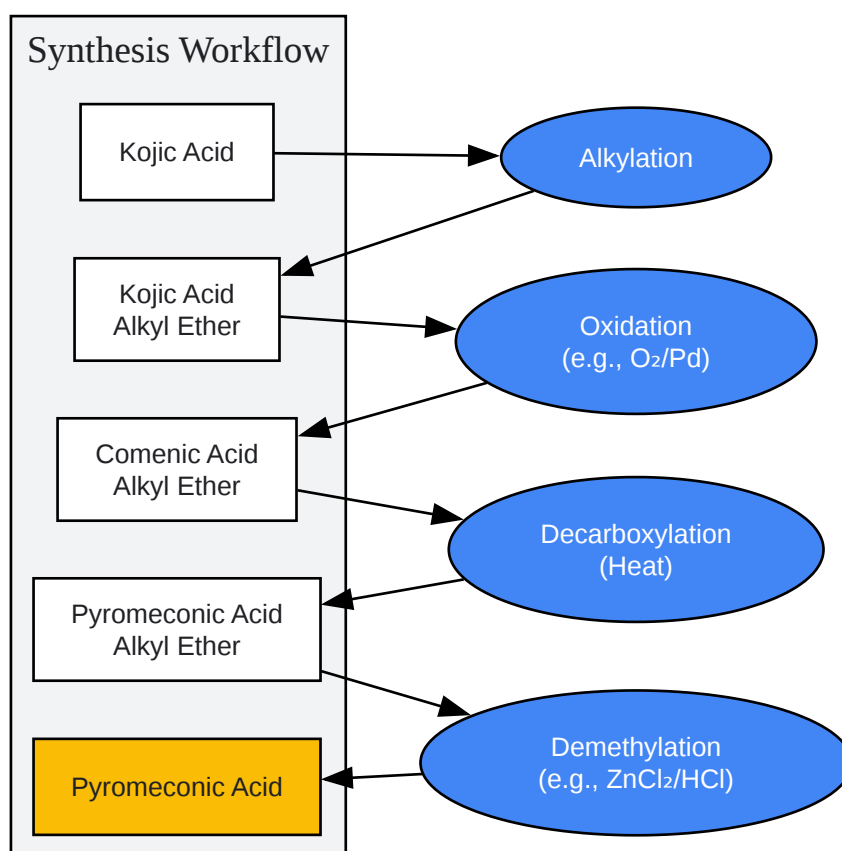 Synthesis Workflow
Kojic Acid
Alkylation
Kojic Acid
Alkyl Ether
Oxidation
(e.g., O₂/Pd)
Comenic Acid
Alkyl Ether
Decarboxylation
(Heat)
Pyromeconic Acid
Alkyl Ether
Demethylation
(e.g., ZnCl₂/HCl)
Pyromeconic Acid